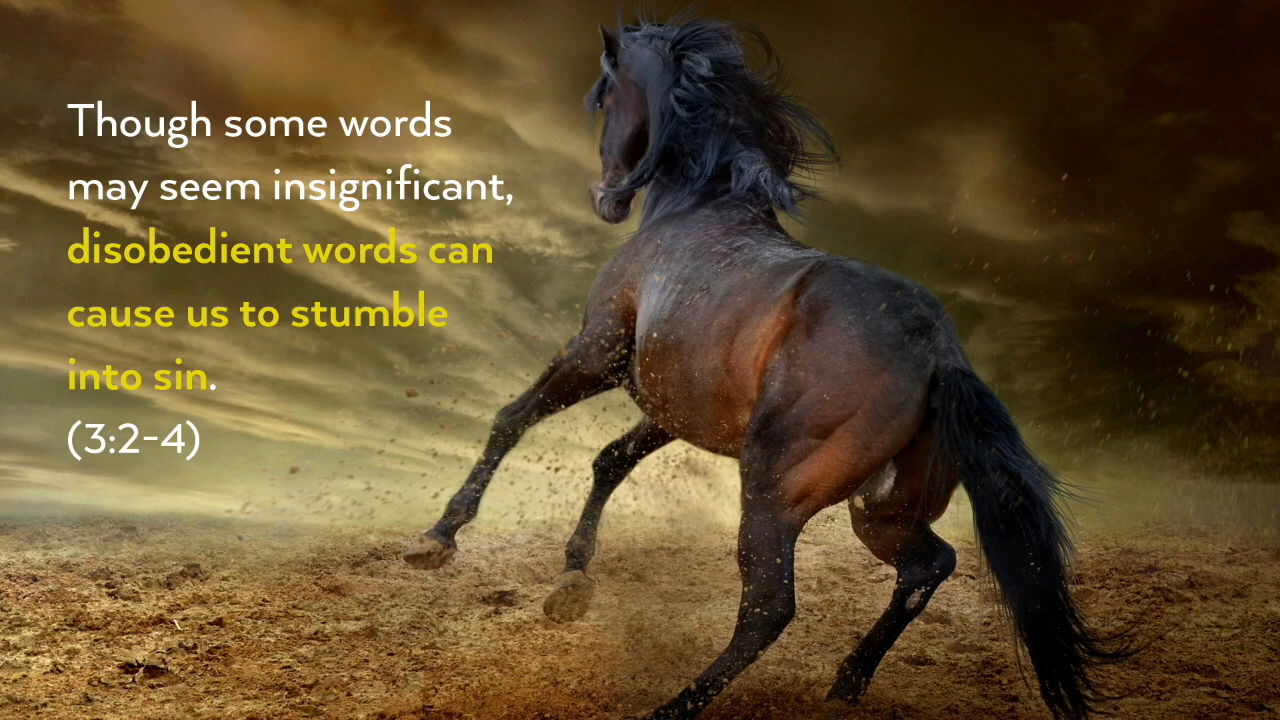 Though some words
may seem insignificant,
disobedient words can
cause us to stumble
into sin.
(3:2-4)